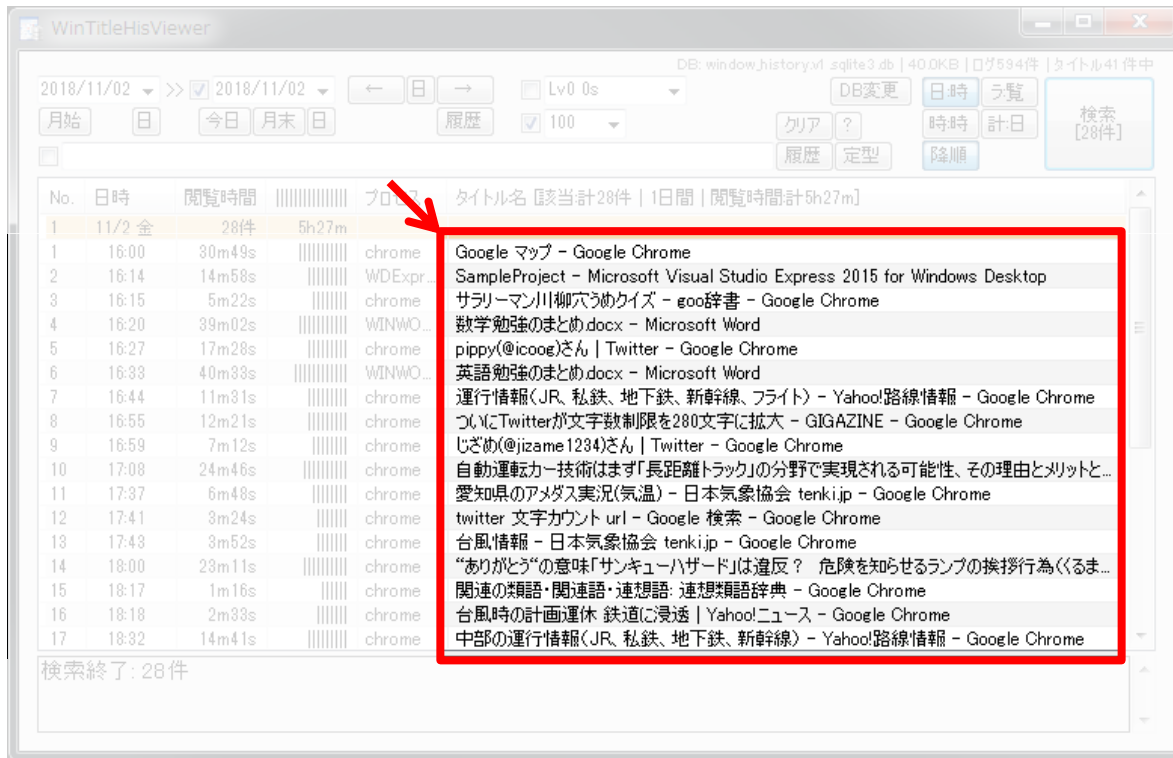 WinTitleHisViewer
DB: window_history.v1.sqlite3.db | 40.0KB | ログ594件 | タイトル41件中
2018/11/02 >> 2018/11/02 ← 日 → Lv0 0s DB変更 日:時 ラ覧
月始 日 今日 月末 日 履歴 100 クリア ? 時:時 計:日 検索
[28件]
履歴 定型 降順
No. 日時 閲覧時間 |||||||||||||||| プロセス タイトル名 [該当:計28件 | 1日間 | 閲覧時間:計5h27m]
1 11/2 金 28件 5h27m
1 16:00 30m49s ||||||||| chrome Google マップ - Google Chrome
2 16:14 14m58s |||||||| WDExpr... SampleProject - Microsoft Visual Studio Express 2015 for Windows Desktop
3 16:15 5m22s ||||||| chrome サラリーマン川柳穴うめクイズ - goo辞書 - Google Chrome
4 16:20 39m02s ||||||||| WINWO... 数学勉強のまとめ.docx - Microsoft Word
5 16:27 17m28s |||||||| chrome pippy(@icoog)さん | Twitter - Google Chrome
6 16:33 40m33s |||||||||| WINWO... 英語勉強のまとめ.docx - Microsoft Word
7 16:44 11m31s |||||||| chrome 運行情報(JR、私鉄、地下鉄、新幹線、フライト) - Yahoo!路線情報 - Google Chrome
8 16:55 12m21s |||||||| chrome ついにTwitterが文字数制限を280文字に拡大 - GIGAZINE - Google Chrome
9 16:59 7m12s ||||||| chrome じざめ(@jizame1234)さん | Twitter - Google Chrome
10 17:08 24m46s ||||||||| chrome 自動運転カー技術はまず「長距離トラック」の分野で実現される可能性、その理由とメリットと...
11 17:37 6m48s ||||||| chrome 愛知県のアメダス実況(気温) - 日本気象協会 tenki.jp - Google Chrome
12 17:41 3m24s ||||||| chrome twitter 文字カウント url - Google 検索 - Google Chrome
13 17:43 3m52s ||||||| chrome 台風情報 - 日本気象協会 tenki.jp - Google Chrome
14 18:00 23m11s |||||||| chrome “ありがとう“の意味「サンキューハザード」は違反？ 危険を知らせるランプの挨拶行為(くるま...
15 18:17 1m16s |||||| chrome 関連の類語・関連語・連想語: 連想類語辞典 - Google Chrome
16 18:18 2m33s |||||| chrome 台風時の計画運休 鉄道に浸透 | Yahoo!ニュース - Google Chrome
17 18:32 14m41s |||||||| chrome 中部の運行情報(JR、私鉄、地下鉄、新幹線) - Yahoo!路線情報 - Google Chrome
検索終了: 28件